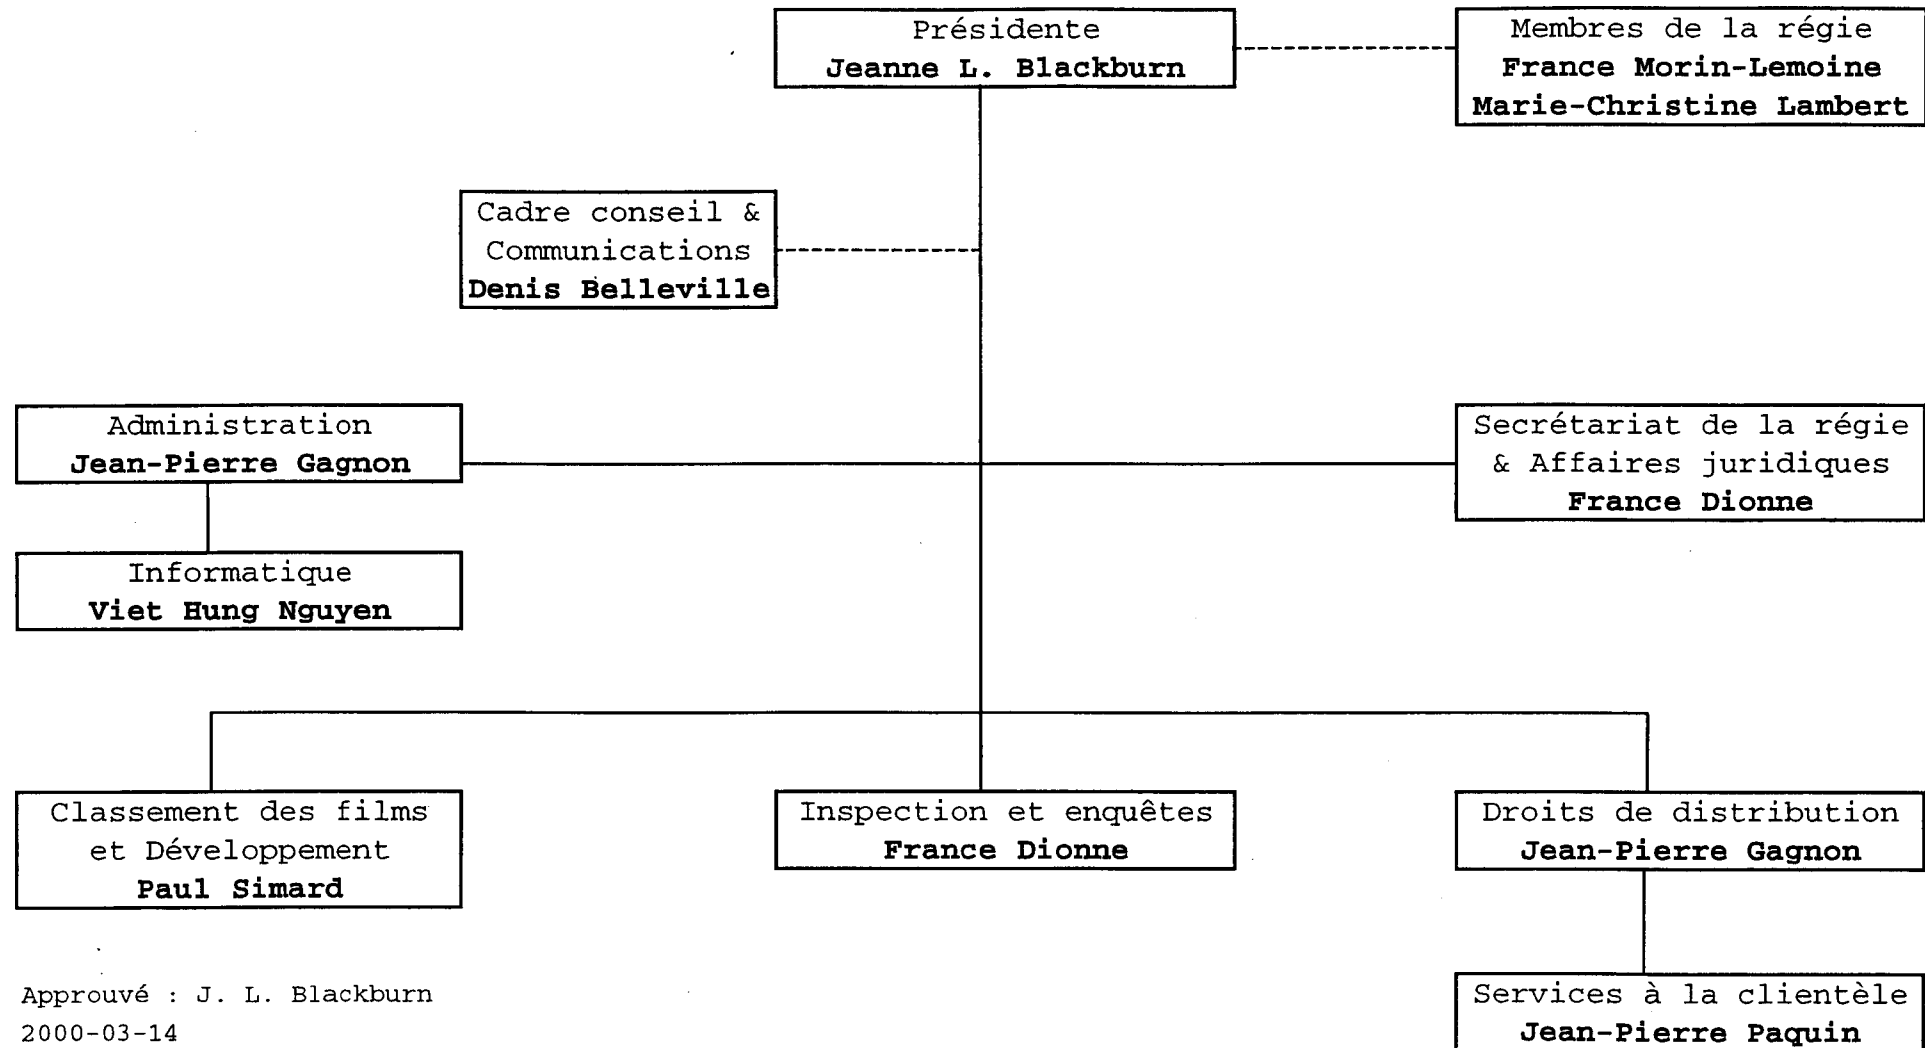 Présidente
Jeanne L. Blackburn
Membres de la régie
France Morin-Lemoine
Marie-Christine Lambert
Cadre conseil &
Communications
Denis Belleville
Administration
Jean-Pierre Gagnon
Secrétariat de la régie
& Affaires juridiques
France Dionne
Informatique
Viet Hung Nguyen
Classement des films
et Développement
Paul Simard
Inspection et enquêtes
France Dionne
Droits de distribution
Jean-Pierre Gagnon
Services à la clientèle
Jean-Pierre Paquin
Approuvé : J. L. Blackburn
2000-03-14